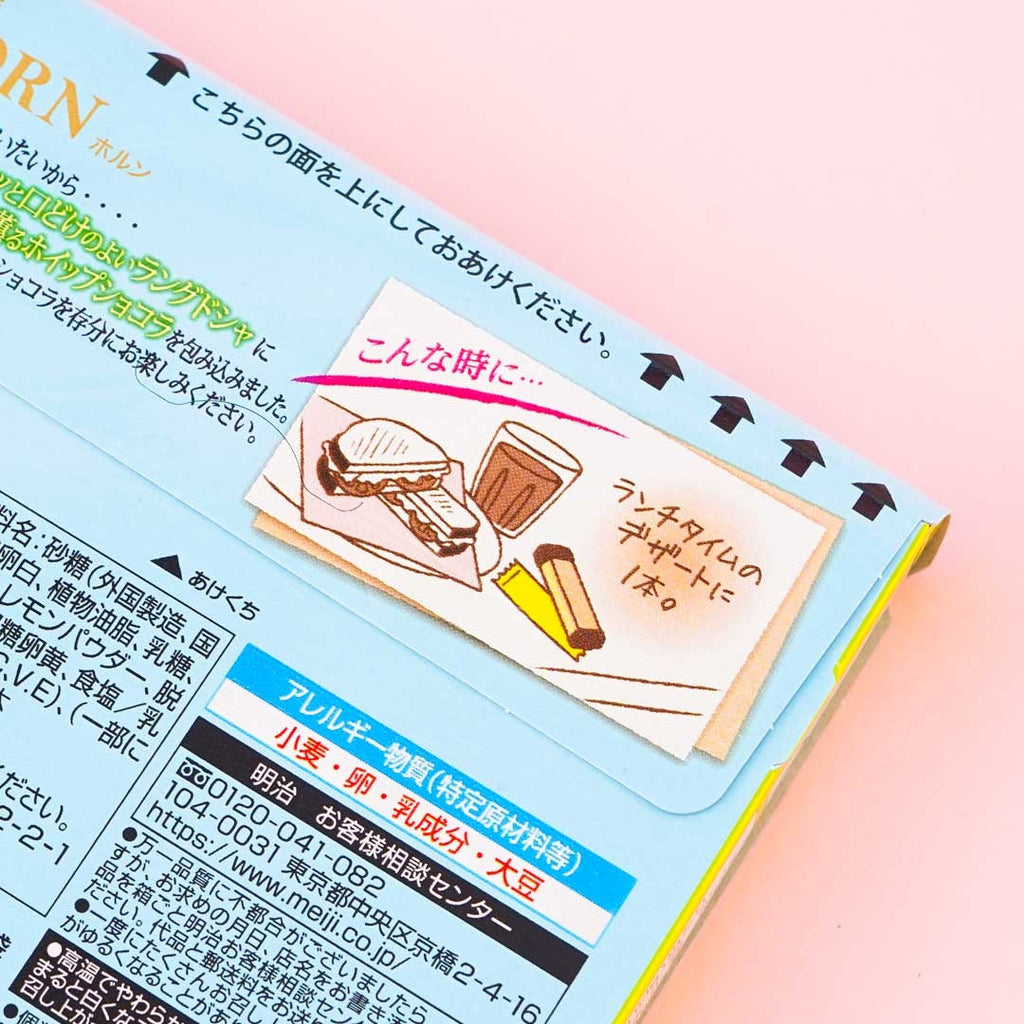 ORN ホルン
こちらの面を上にしておあけください。
いたいから・・・・
ッと口どけのよいラングドシャに
薫るホイップショコラを包み込みました。
ショコラを存分にお楽しみください。
こんな時に…
ランチタイムの
デザートに
1本。
あけくち
料名:砂糖(外国製造、国
卵白、植物油脂、乳糖、
レモンパウダー、脱
糖卵黄、食塩/乳
、V.E)、(一部に
ください。
2-2-1
アレルギー物質(特定原材料等)
小麦・卵・乳成分・大豆
明治 お客様相談センター
0120-041-082
104-0031 東京都中央区京橋2-4-16
https://www.meiji.co.jp/
●万一品質に不都合がございましたら
すが、お求めの月日、店名をお書き添
品を箱ごと明治お客様相談セン
ださい。代品と郵送料をお送り
●一度にたくさんお召し
がゆるくなることがあり
●高温でやわらか
まると白くな
召し上が